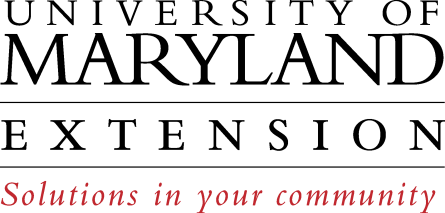 UNIVERSITY OF
MARYLAND
EXTENSION
Solutions in your community